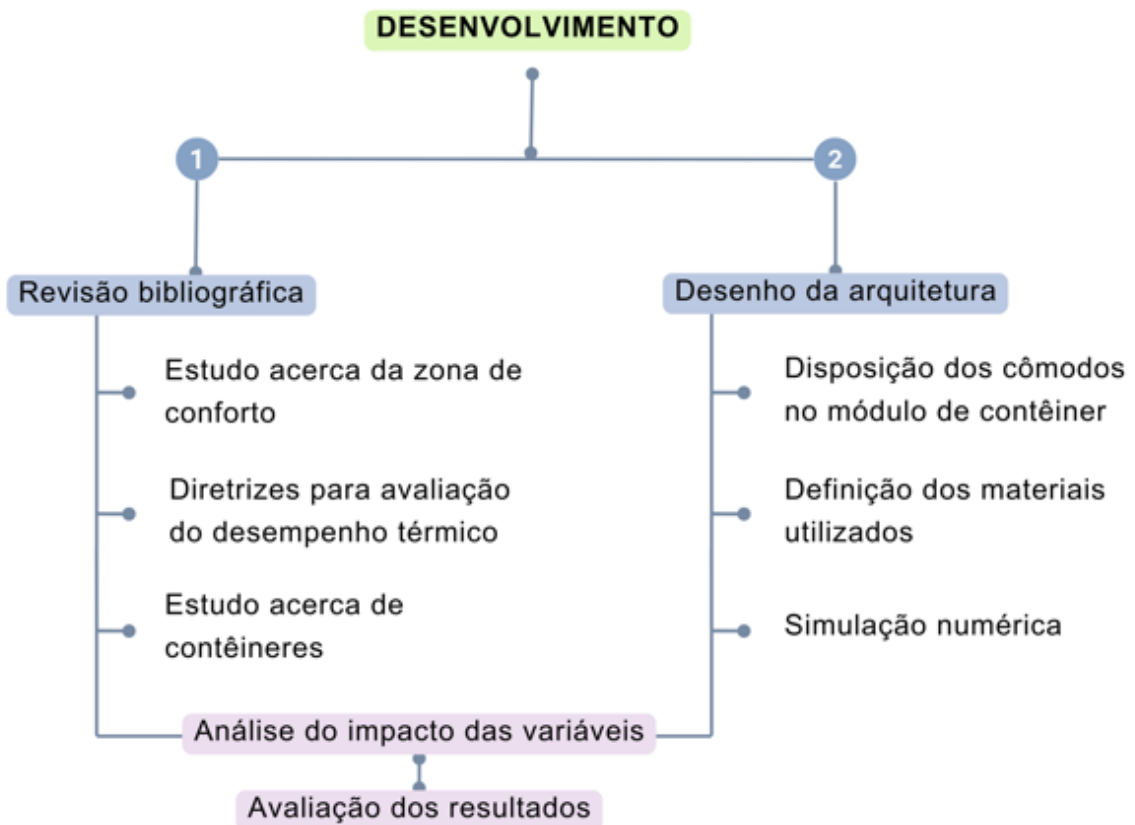 DESENVOLVIMENTO
1
2
Revisão bibliográfica
Estudo acerca da zona de
conforto
Diretrizes para avaliação
do desempenho térmico
Estudo acerca de
contêineres
Desenho da arquitetura
Disposição dos cômodos
no módulo de contêiner
Definição dos materiais
utilizados
Simulação numérica
Análise do impacto das variáveis
Avaliação dos resultados